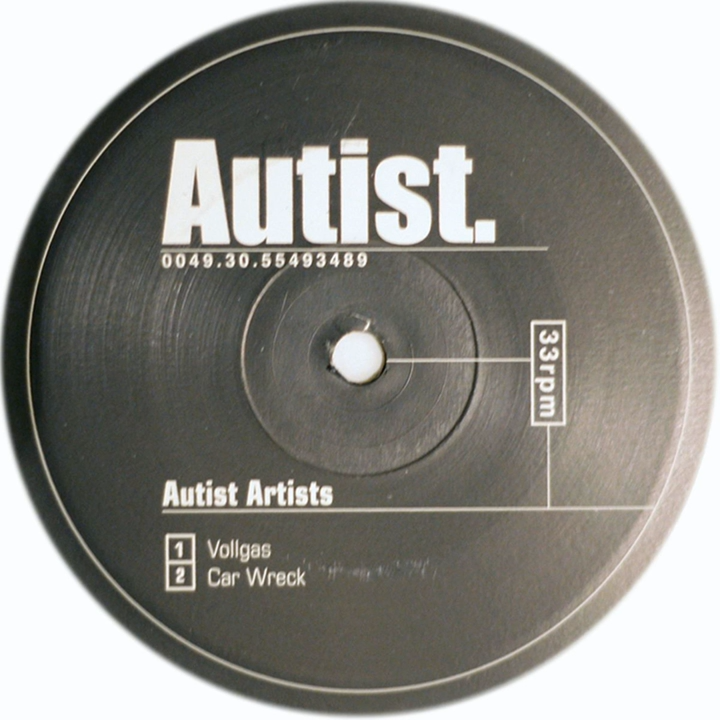 Autist.
0049.30.55493489
33rpm
Autist Artists
1 Vollgas
2 Car Wreck